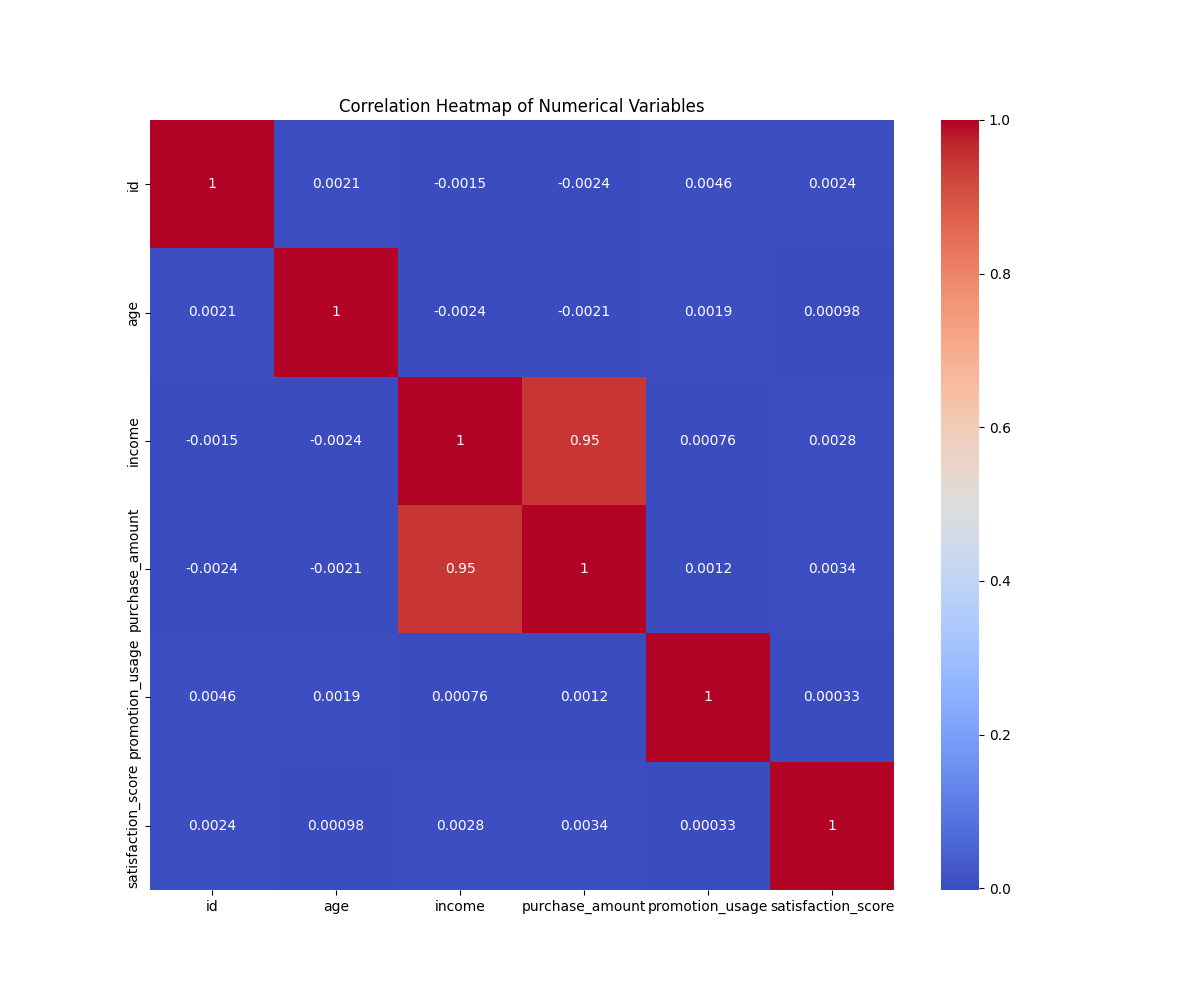 Correlation Heatmap of Numerical Variables
id 1 0.0021 -0.0015 -0.0024 0.0046 0.0024
age 0.0021 1 -0.0024 -0.0021 0.0019 0.00098
income -0.0015 -0.0024 1 0.95 0.00076 0.0028
purchase_amount -0.0024 -0.0021 0.95 1 0.0012 0.0034
promotion_usage 0.0046 0.0019 0.00076 0.0012 1 0.00033
satisfaction_score 0.0024 0.00098 0.0028 0.0034 0.00033 1
id age income purchase_amount promotion_usage satisfaction_score
1.0
0.8
0.6
0.4
0.2
0.0